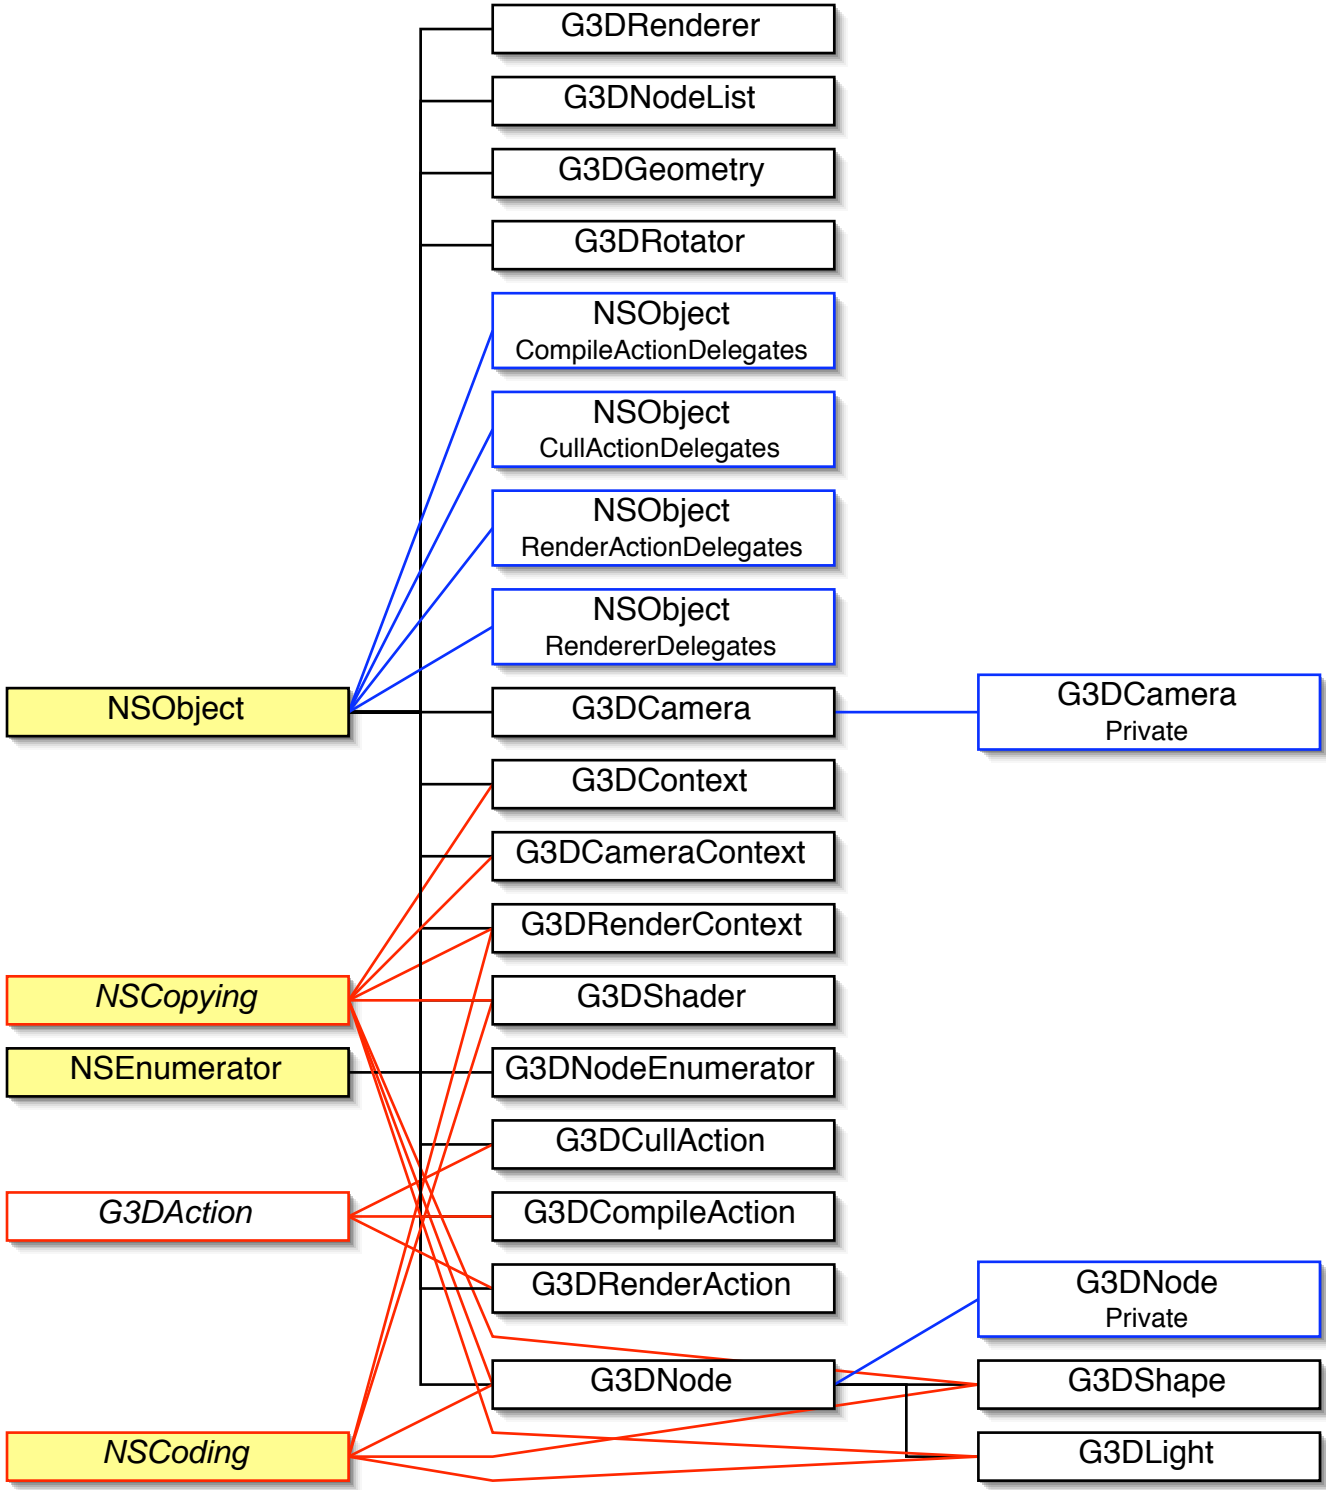 G3DRenderer
G3DNodeList
G3DGeometry
G3DRotator
NSObject
CompileActionDelegates
NSObject
CullActionDelegates
NSObject
RenderActionDelegates
NSObject
RendererDelegates
NSObject
G3DCamera
G3DCamera
Private
G3DContext
G3DCameraContext
G3DRenderContext
NSCopying
G3DShader
NSEnumerator
G3DNodeEnumerator
G3DCullAction
G3DAction
G3DCompileAction
G3DRenderAction
G3DNode
Private
G3DNode
G3DShape
NSCoding
G3DLight